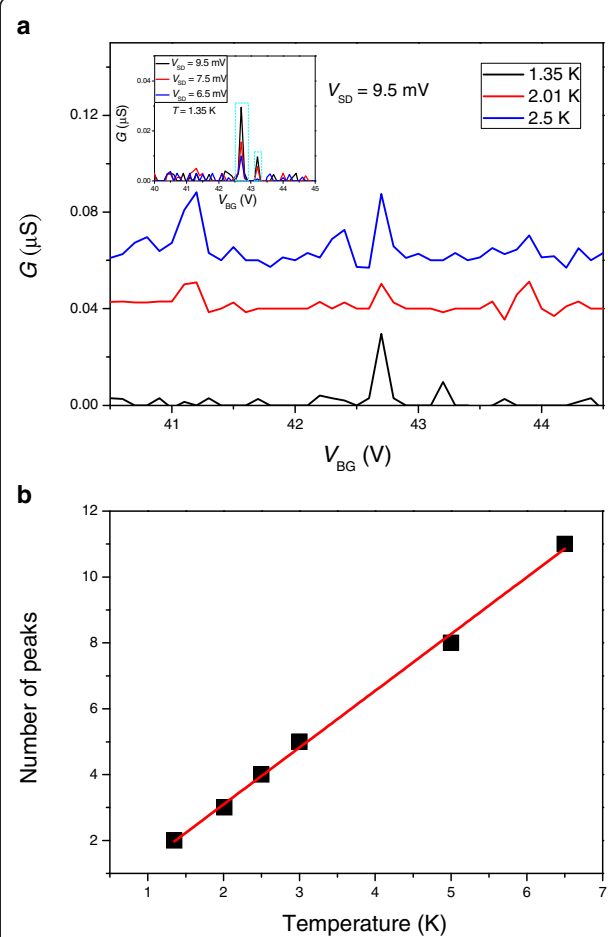 a
V_SD = 9.5 mV
V_SD = 7.5 mV
V_SD = 6.5 mV
T = 1.35 K
0.04
0.02
0.00
G (μS)
40 41 42 43 44 45
V_BG (V)
V_SD = 9.5 mV
1.35 K
2.01 K
2.5 K
0.12
0.08
0.04
0.00
G (μS)
41 42 43 44
V_BG (V)
b
12
10
8
6
4
2
Number of peaks
1 2 3 4 5 6 7
Temperature (K)